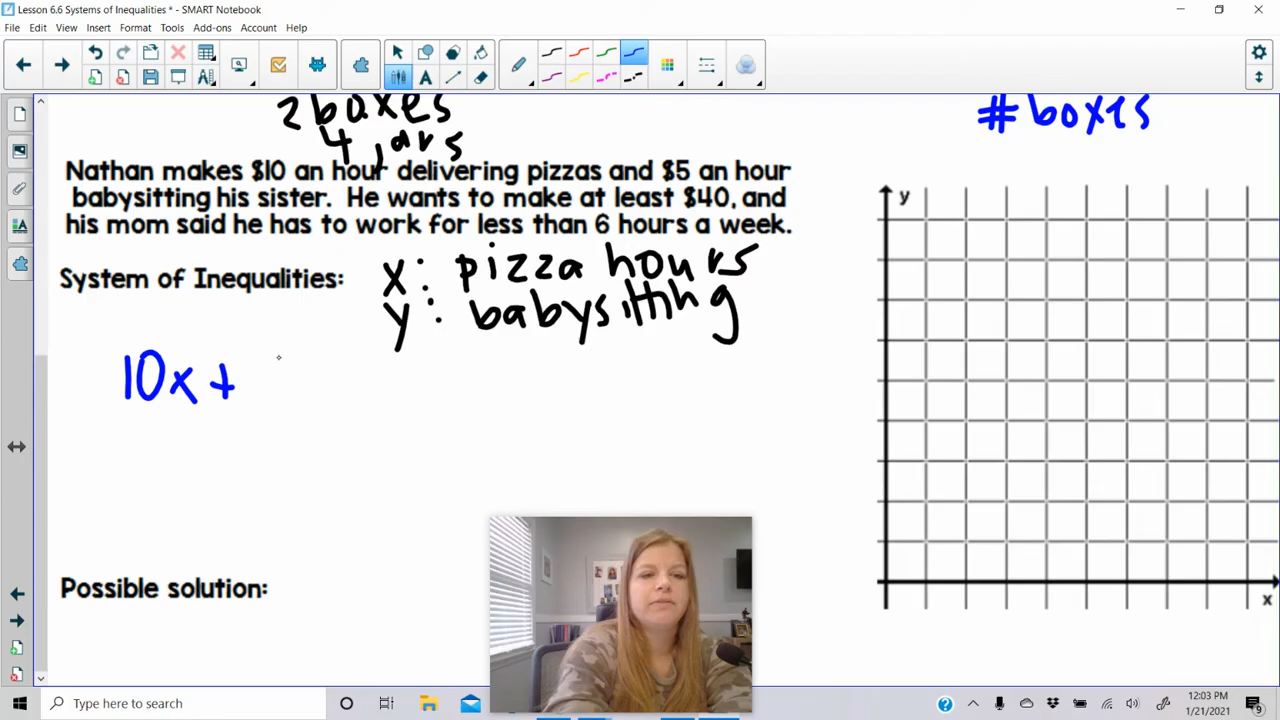 Lesson 6.6 Systems of Inequalities * - SMART Notebook
File Edit View Insert Format Tools Add-ons Account Help
2 boxes
4 jars
#boxes
Nathan makes $10 an hour delivering pizzas and $5 an hour
babysitting his sister. He wants to make at least $40, and
his mom said he has to work for less than 6 hours a week.
System of Inequalities:
x: pizza hours
y: babysitting
10x +
y
x
Possible solution:
Type here to search
12:03 PM
1/21/2021
9